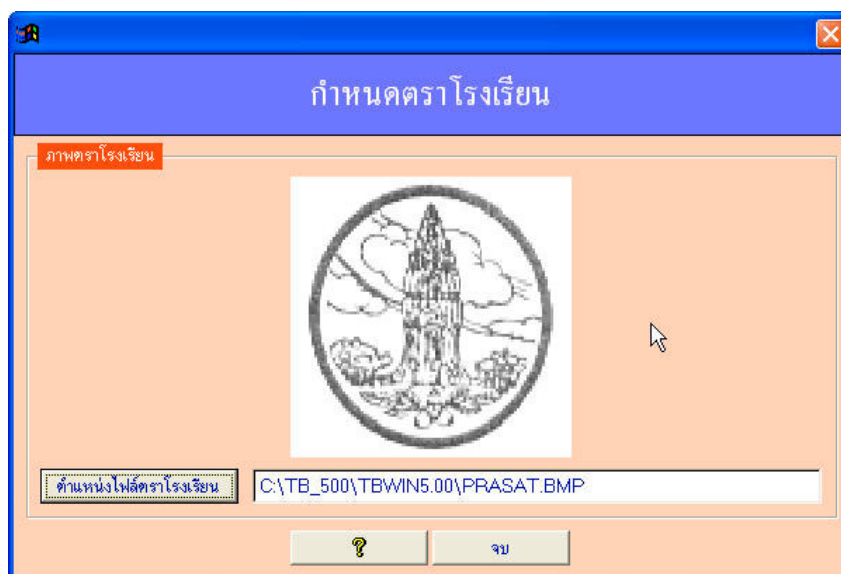 กำหนดตราโรงเรียน
ภาพตราโรงเรียน
ตำแหน่งไฟล์ตราโรงเรียน
C:\TB_500\TBWIN5.00\PRASAT.BMP
? จบ